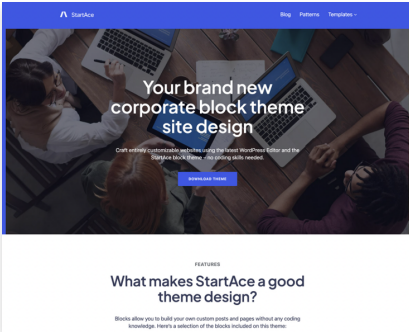 StartAce
Blog Patterns Templates
Your brand new
corporate block theme
site design
Craft entirely customizable websites using the latest WordPress Editor and the
StartAce block theme – no coding skills needed.
DOWNLOAD THEME
FEATURES
What makes StartAce a good
theme design?
Blocks allow you to build your own custom posts and pages without any coding
knowledge. Here's a selection of the blocks included on this theme: